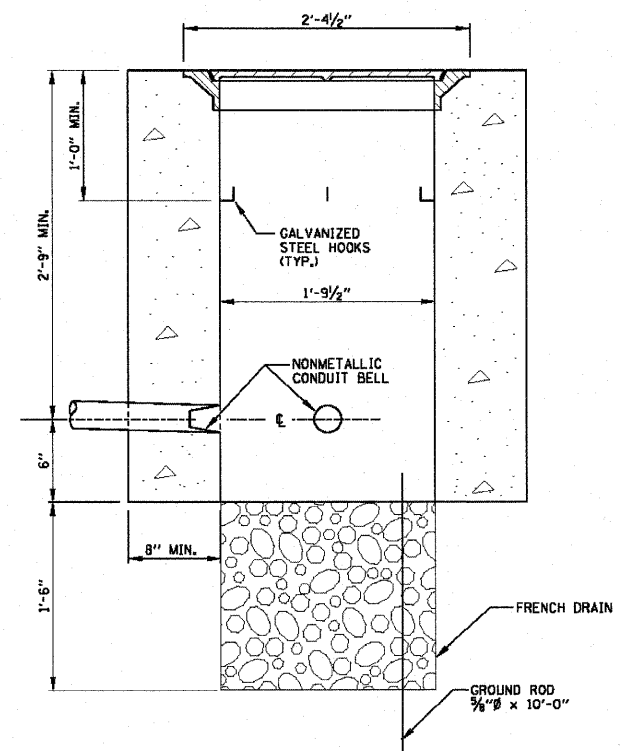 2'-4½"
1'-0" MIN.
2'-9" MIN.
GALVANIZED
STEEL HOOKS
(TYP.)
1'-9½"
NONMETALLIC
CONDUIT BELL
℄
6"
8" MIN.
1'-6"
FRENCH DRAIN
GROUND ROD
⅝"Ø x 10'-0"